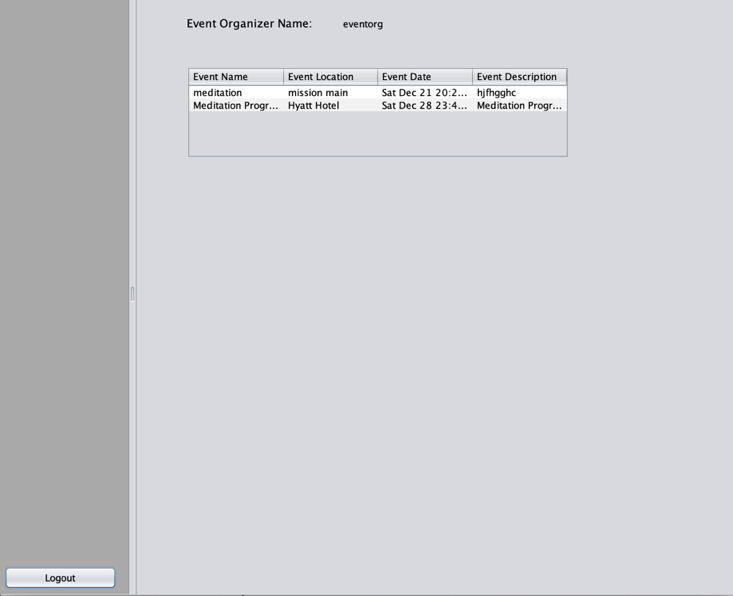 Event Organizer Name: eventorg
Event Name Event Location Event Date Event Description
meditation mission main Sat Dec 21 20:2... hjfhgghc
Meditation Progr... Hyatt Hotel Sat Dec 28 23:4... Meditation Progr...
Logout